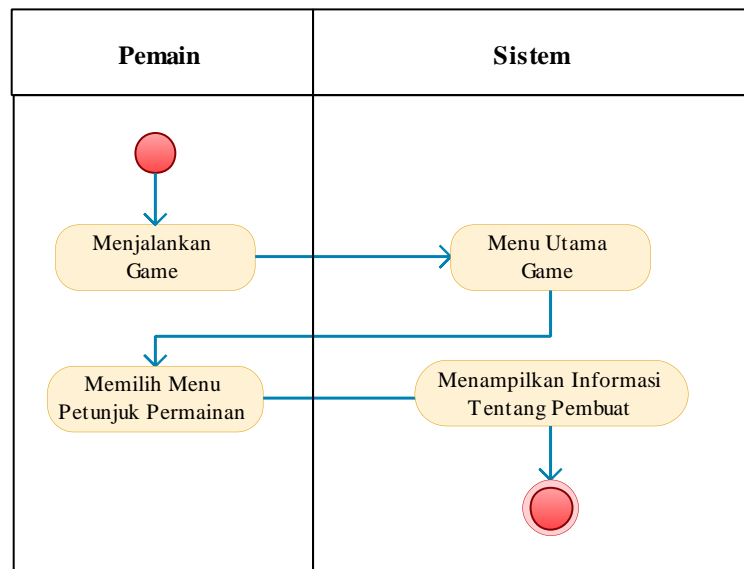 Pemain
Sistem
Menjalankan
Game
Menu Utama
Game
Memilih Menu
Petunjuk Permainan
Menampilkan Informasi
Tentang Pembuat